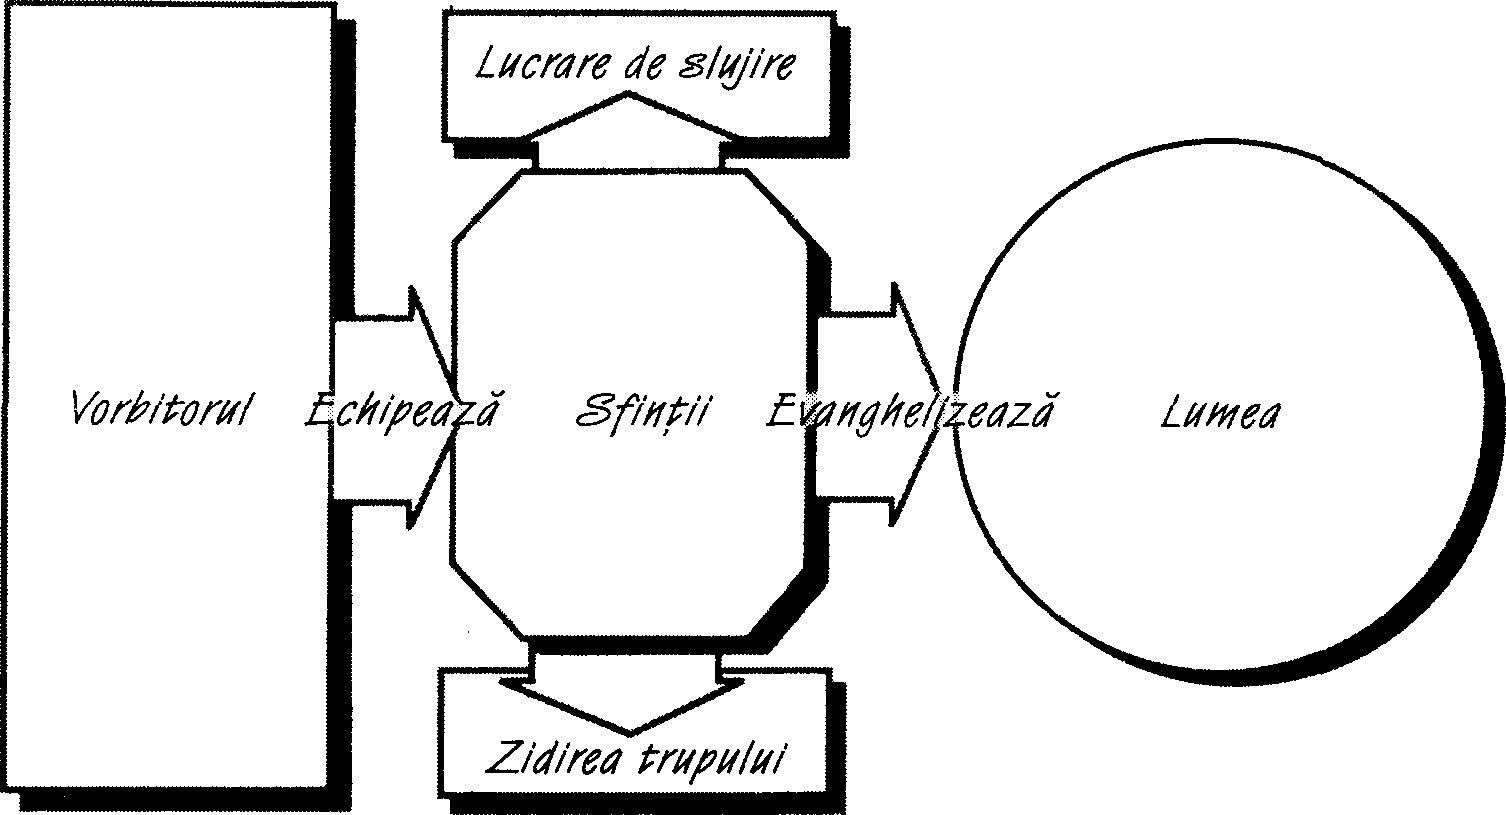 Lucrare de slujire
Vorbitorul Echipează Sfinții Evanghelizează Lumea
Zidirea trupului